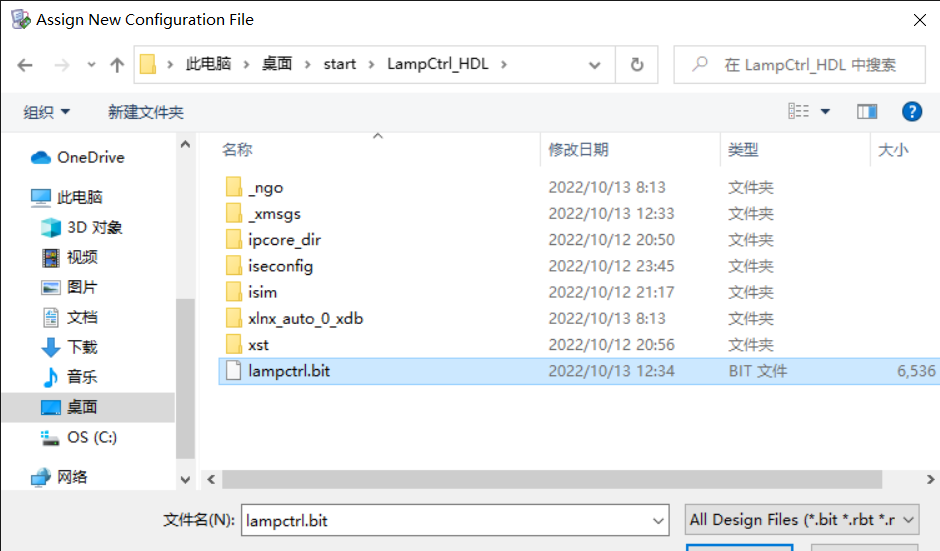 Assign New Configuration File
此电脑 > 桌面 > start > LampCtrl_HDL >
在 LampCtrl_HDL 中搜索
组织 新建文件夹
OneDrive
此电脑
3D 对象
视频
图片
文档
下载
音乐
桌面
OS (C:)
网络
名称 修改日期 类型 大小
_ngo 2022/10/13 8:13 文件夹
_xmsgs 2022/10/13 12:33 文件夹
ipcore_dir 2022/10/12 20:50 文件夹
iseconfig 2022/10/12 23:45 文件夹
isim 2022/10/12 21:17 文件夹
xlnx_auto_0_xdb 2022/10/13 8:13 文件夹
xst 2022/10/12 20:56 文件夹
lampctrl.bit 2022/10/13 12:34 BIT 文件 6,536
文件名(N): lampctrl.bit
All Design Files (*.bit *.rbt *.r